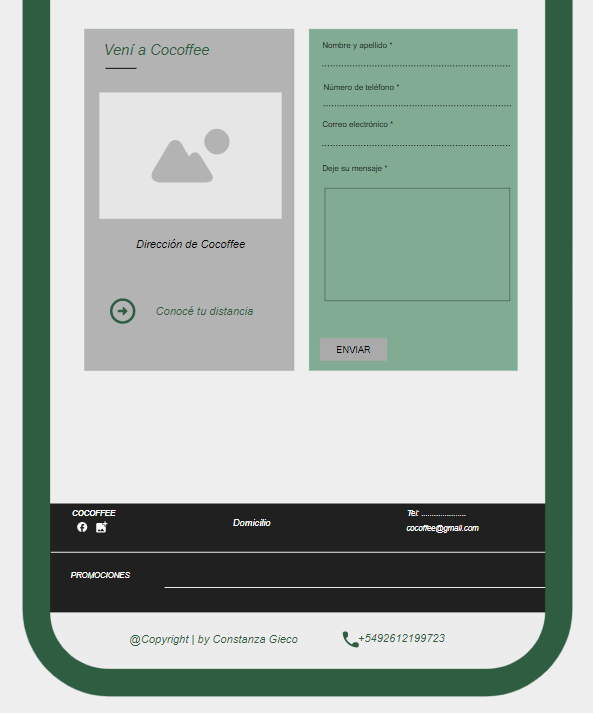 Vení a Cocoffee
Dirección de Cocoffee
Conocé tu distancia
Nombre y apellido *
Número de teléfono *
Correo electrónico *
Deje su mensaje *
ENVIAR
COCOFFEE
Domicilio
Tel: .....................
cocoffee@gmail.com
PROMOCIONES
@Copyright | by Constanza Gieco
+5492612199723